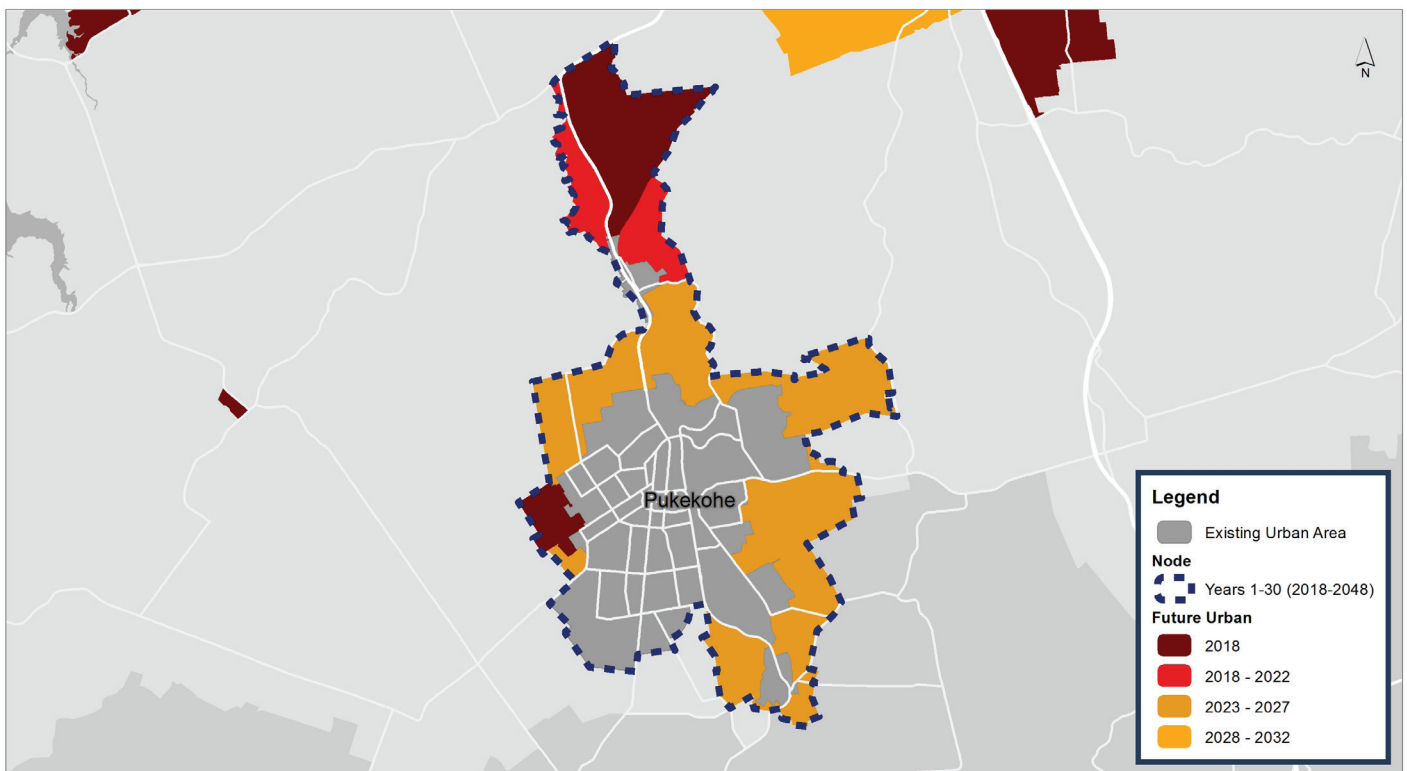 N
Pukekohe
Legend
Existing Urban Area
Node
Years 1-30 (2018-2048)
Future Urban
2018
2018 - 2022
2023 - 2027
2028 - 2032